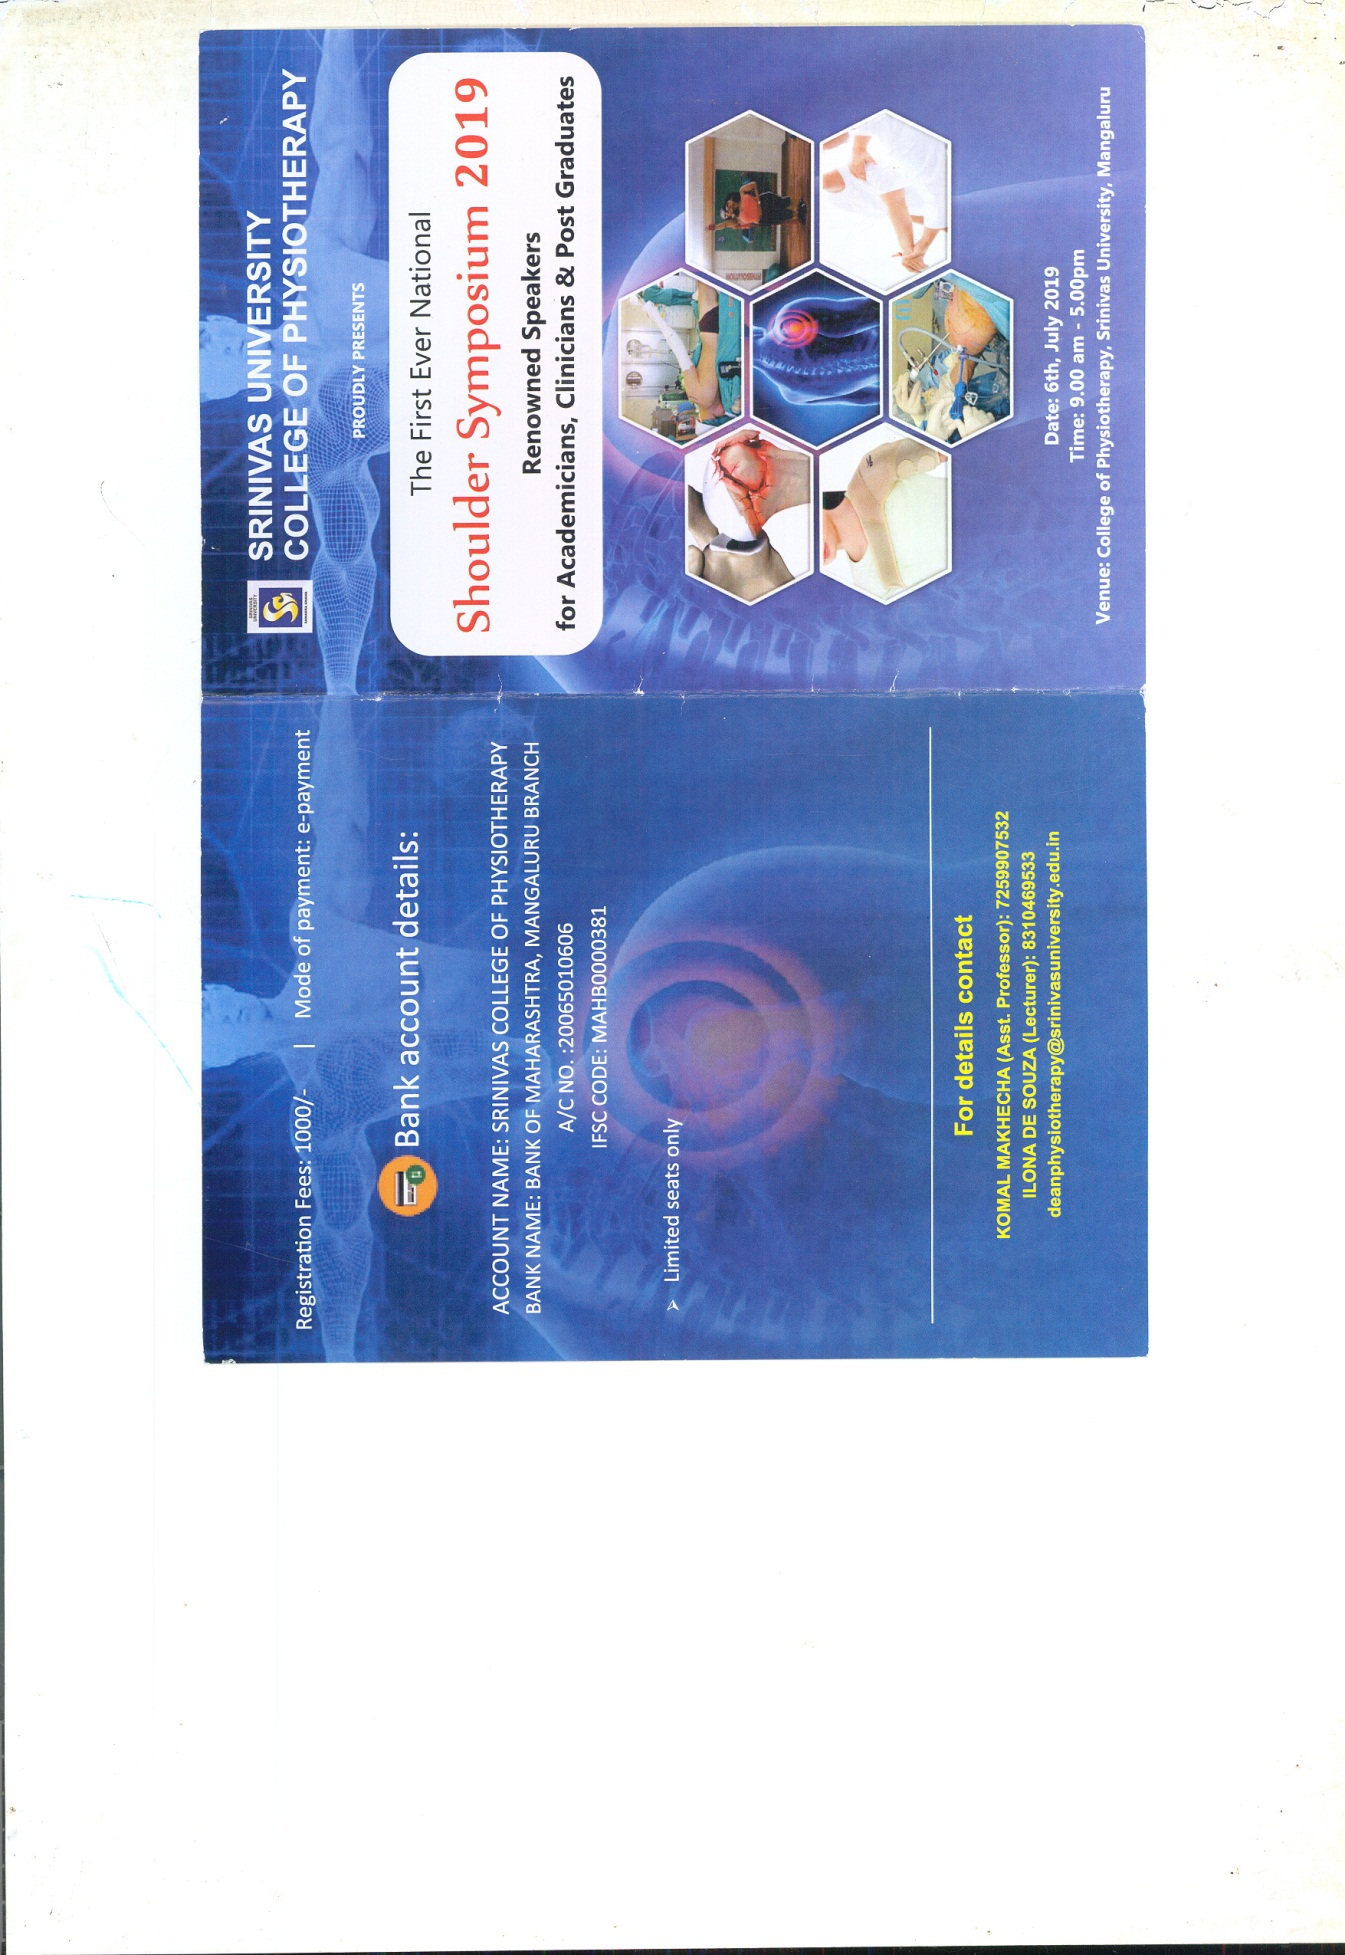 Registration Fees: 1000/- | Mode of payment: e-payment
Bank account details:
ACCOUNT NAME: SRINIVAS COLLEGE OF PHYSIOTHERAPY
BANK NAME: BANK OF MAHARASHTRA, MANGALURU BRANCH
A/C NO. :20065010606
IFSC CODE: MAHB0000381
➢ Limited seats only
For details contact
KOMAL MAKHECHA (Asst. Professor): 7259907532
ILONA DE SOUZA (Lecturer): 8310469533
deanphysiotherapy@srinivasuniversity.edu.in
SRINIVAS
UNIVERSITY
SRINIVAS UNIVERSITY
COLLEGE OF PHYSIOTHERAPY
PROUDLY PRESENTS
The First Ever National
Shoulder Symposium 2019
Renowned Speakers
for Academicians, Clinicians & Post Graduates
Date: 6th, July 2019
Time: 9.00 am - 5.00pm
Venue: College of Physiotherapy, Srinivas University, Mangaluru